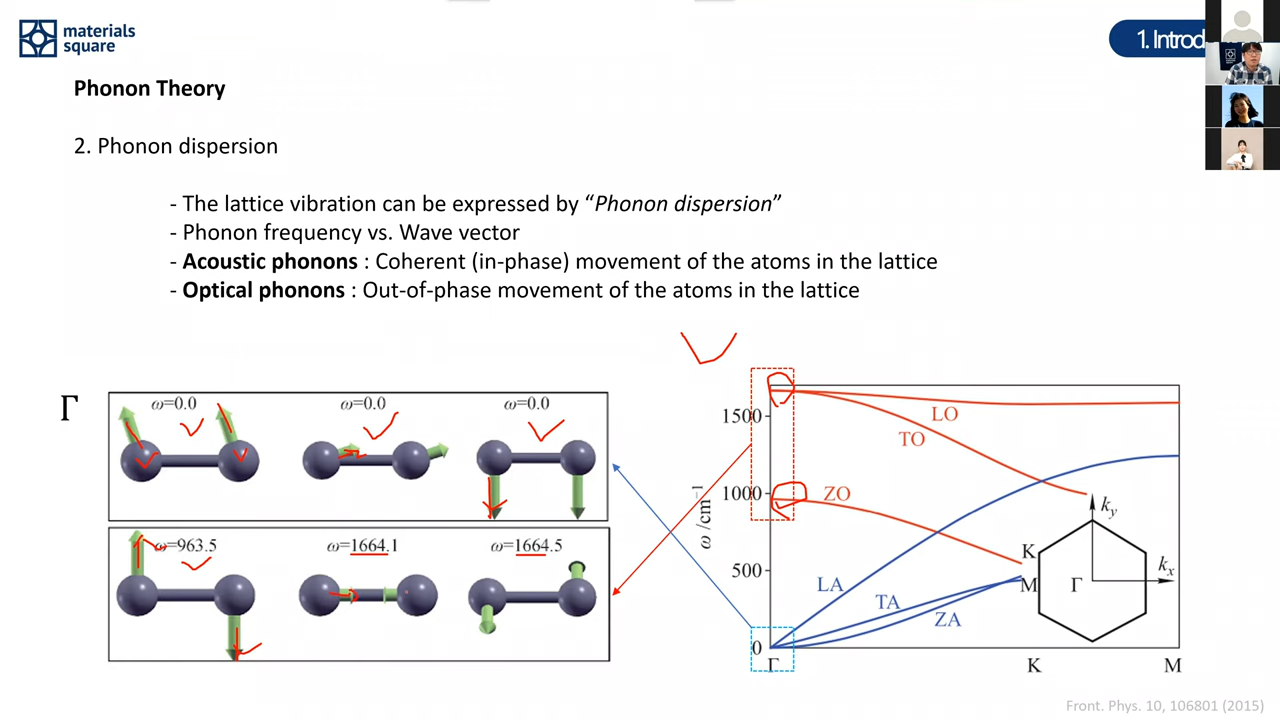 materials
square
1. Introd
Phonon Theory
2. Phonon dispersion
- The lattice vibration can be expressed by “Phonon dispersion”
- Phonon frequency vs. Wave vector
- Acoustic phonons : Coherent (in-phase) movement of the atoms in the lattice
- Optical phonons : Out-of-phase movement of the atoms in the lattice
Γ
ω=0.0 ω=0.0 ω=0.0
ω=963.5 ω=1664.1 ω=1664.5
ω /cm⁻¹
1500
1000
500
0
LO
TO
ZO
LA
TA
ZA
K
M
Γ
ky
kx
Γ K M
Front. Phys. 10, 106801 (2015)